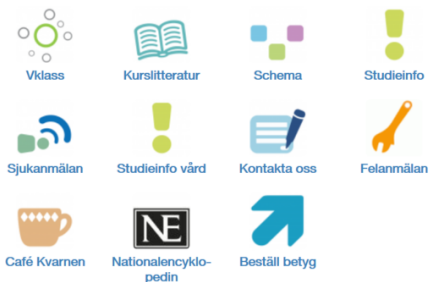 Vklass
Kurslitteratur
Schema
Studieinfo
Sjukanmälan
Studieinfo vård
Kontakta oss
Felanmälan
NE
Café Kvarnen
Nationalencyklo-
pedin
Beställ betyg